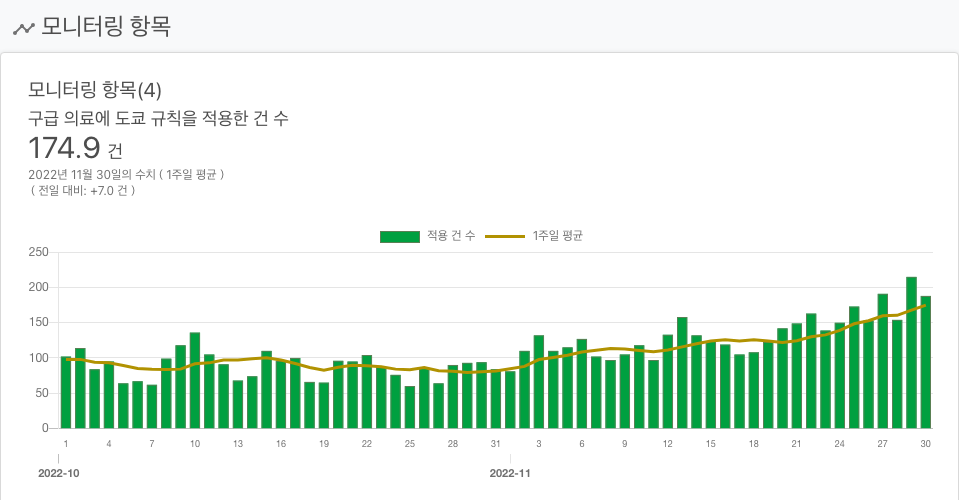 모니터링 항목
모니터링 항목(4)
구급 의료에 도쿄 규칙을 적용한 건 수
174.9 건
2022년 11월 30일의 수치 ( 1주일 평균 )
( 전일 대비: +7.0 건 )
적용 건 수 1주일 평균
250
200
150
100
50
0
1 4 7 10 13 16 19 22 25 28 31 3 6 9 12 15 18 21 24 27 30
2022-10 2022-11